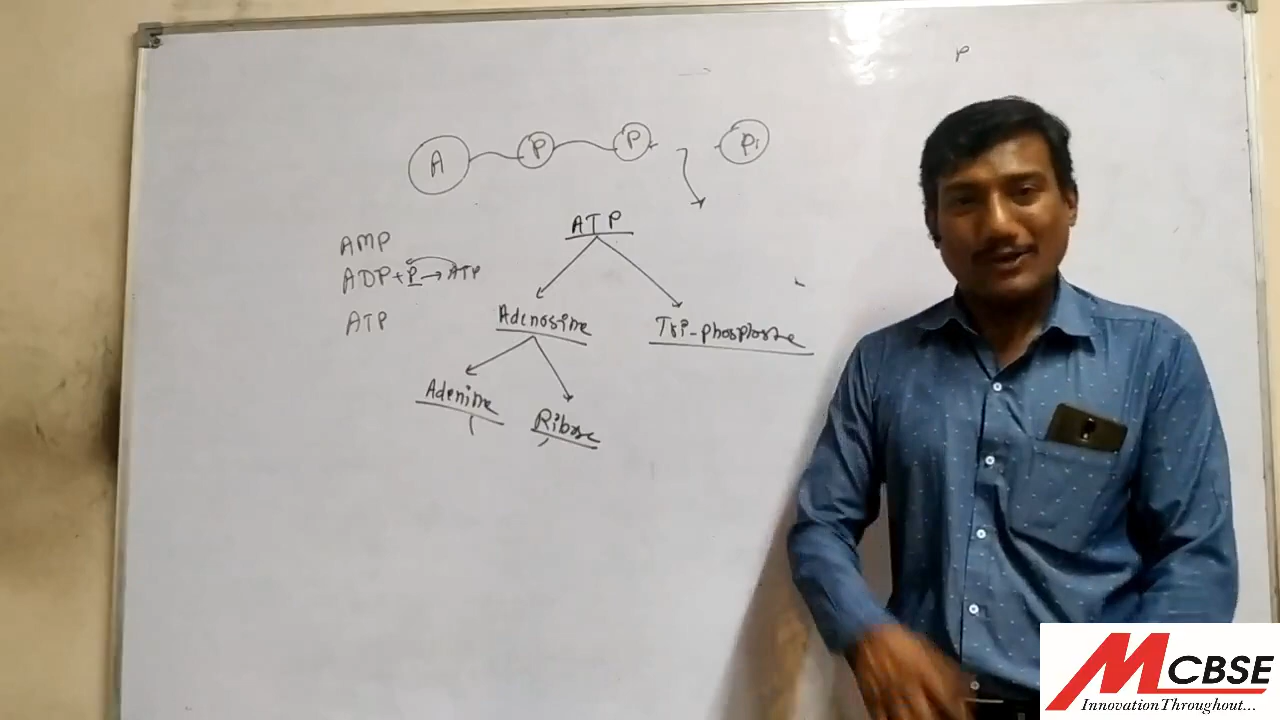 P
A P P Pi
ATP
AMP
ADP + P → ATP
ATP
Adenosine Tri-phosphate
Adenine Ribose
MCBSE
Innovation Throughout...